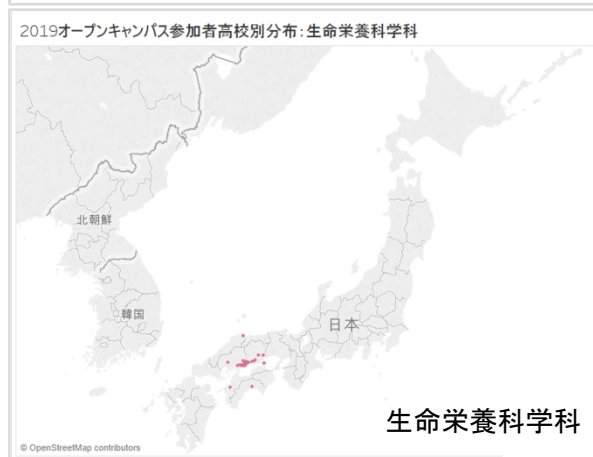 2019オープンキャンパス参加者高校別分布：生命栄養科学科
北朝鮮
韓国
日本
生命栄養科学科
© OpenStreetMap contributors